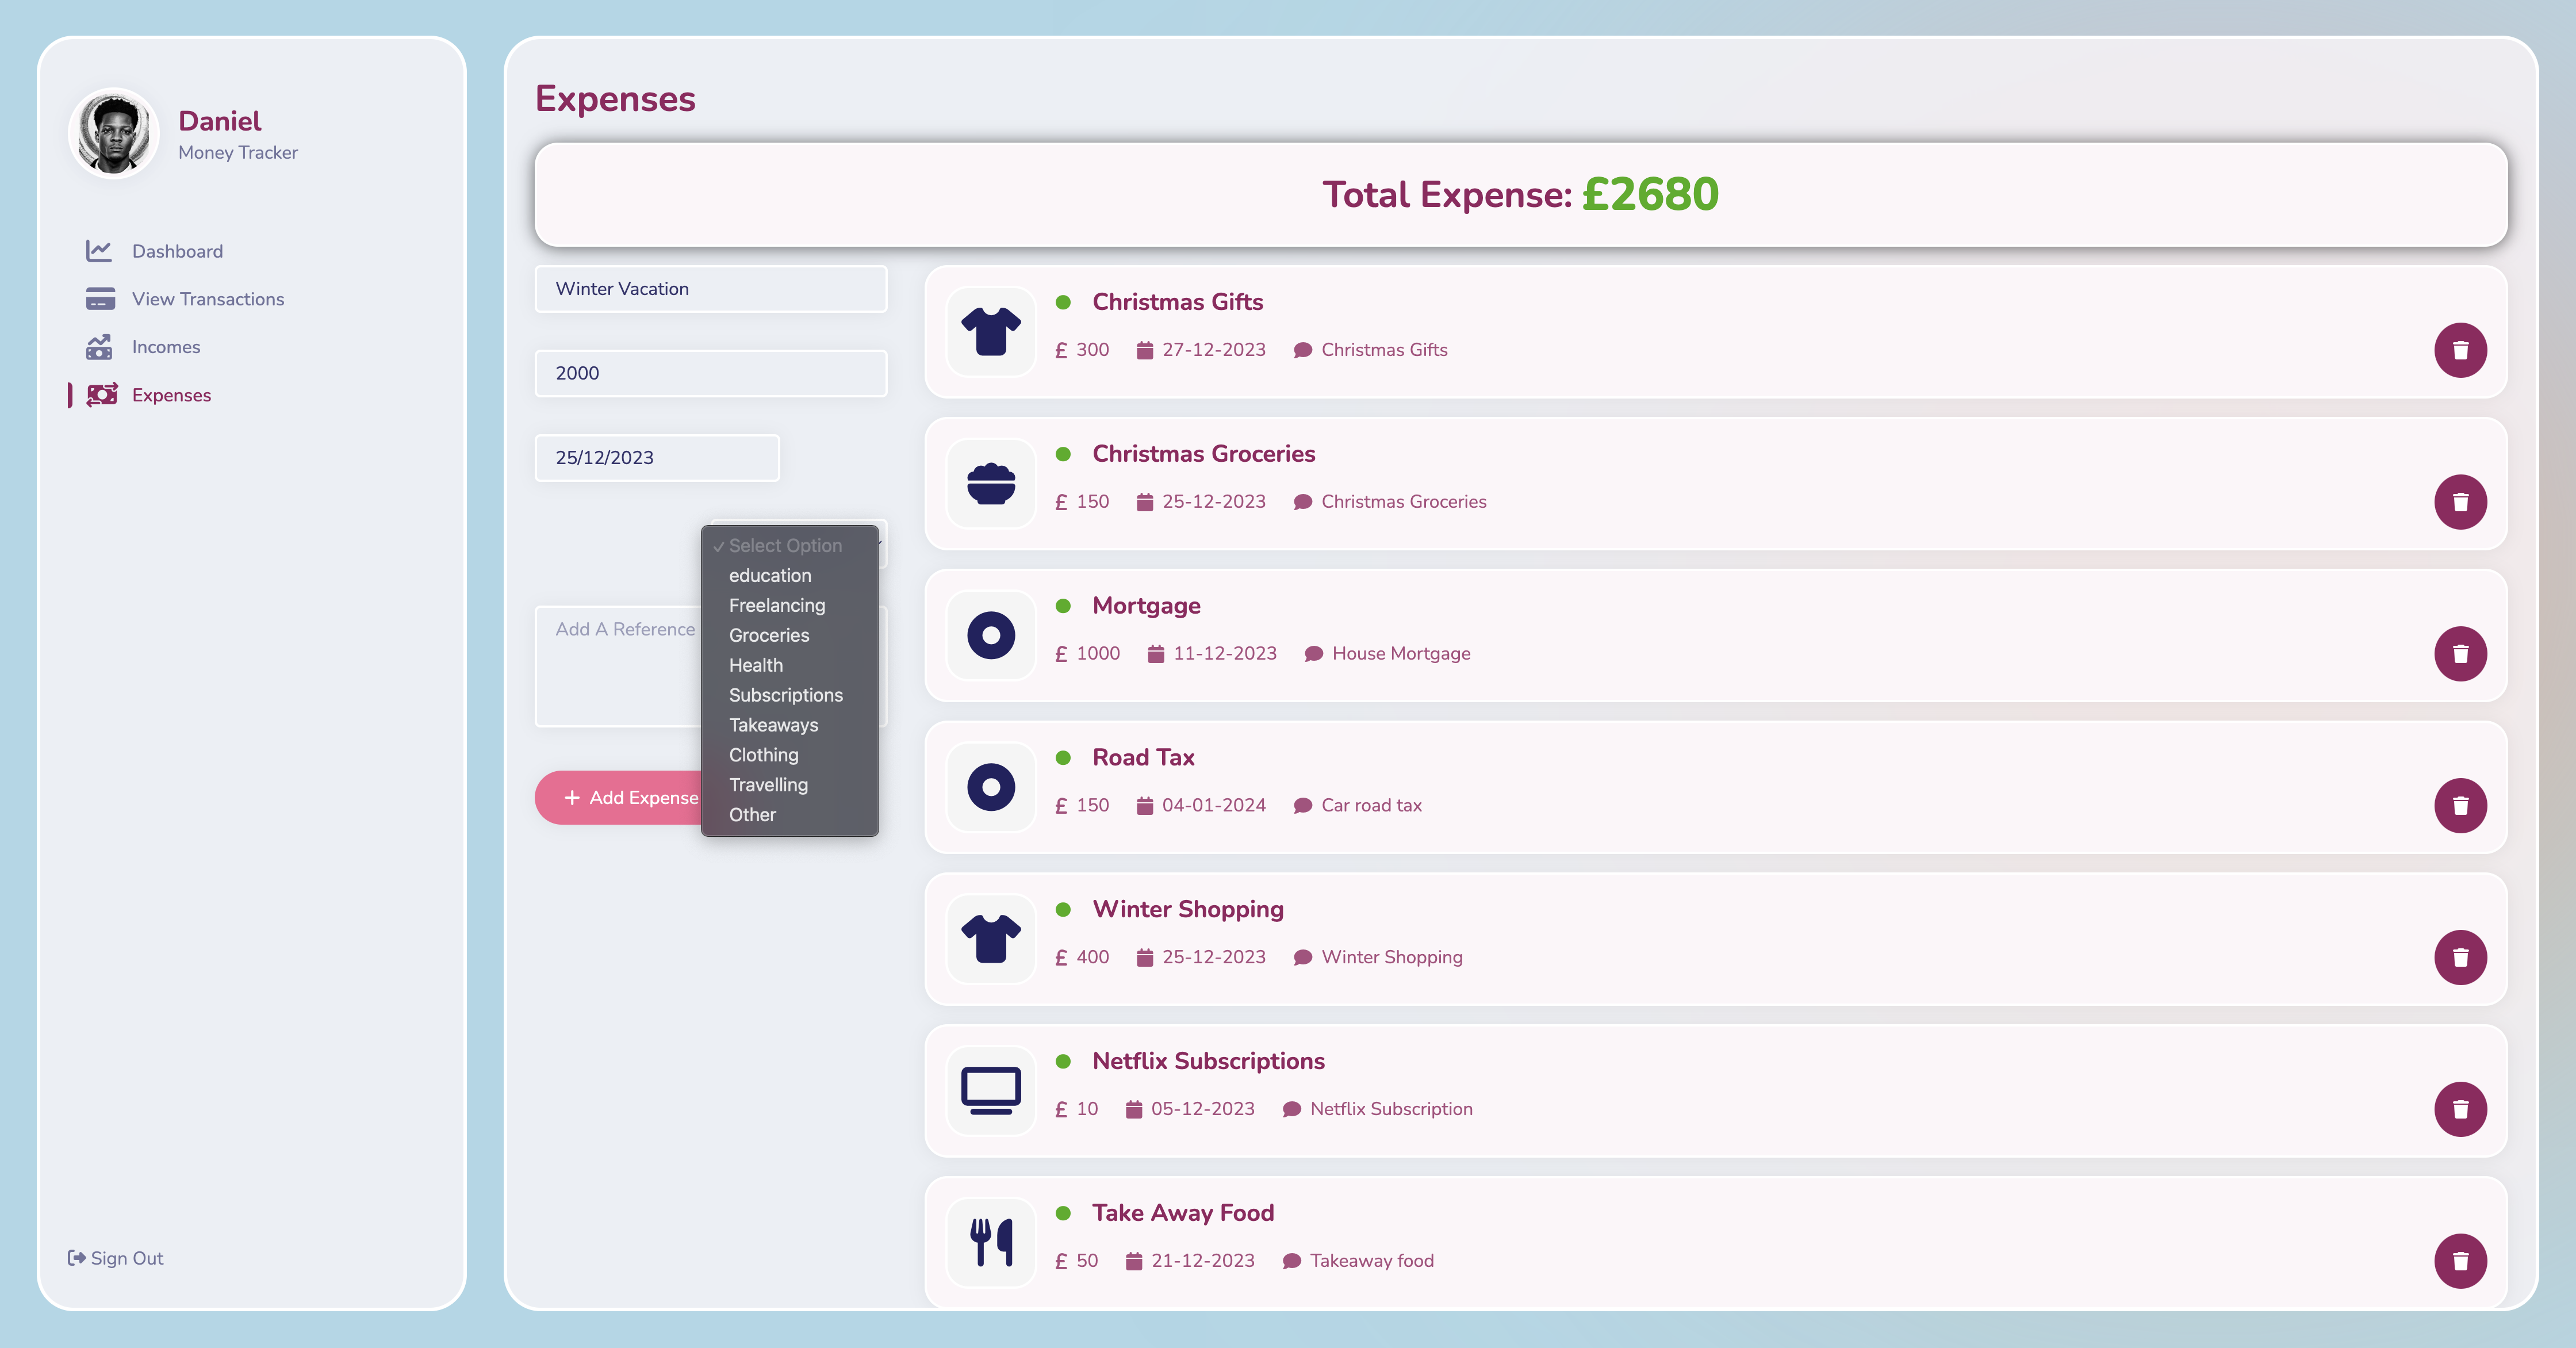 Daniel
Money Tracker
Dashboard
View Transactions
Incomes
Expenses
Sign Out
Expenses
Total Expense: £2680
Winter Vacation
2000
25/12/2023
✓ Select Option
education
Freelancing
Groceries
Health
Subscriptions
Takeaways
Clothing
Travelling
Other
Add A Reference
+ Add Expense
Christmas Gifts
£ 300 27-12-2023 Christmas Gifts
Christmas Groceries
£ 150 25-12-2023 Christmas Groceries
Mortgage
£ 1000 11-12-2023 House Mortgage
Road Tax
£ 150 04-01-2024 Car road tax
Winter Shopping
£ 400 25-12-2023 Winter Shopping
Netflix Subscriptions
£ 10 05-12-2023 Netflix Subscription
Take Away Food
£ 50 21-12-2023 Takeaway food